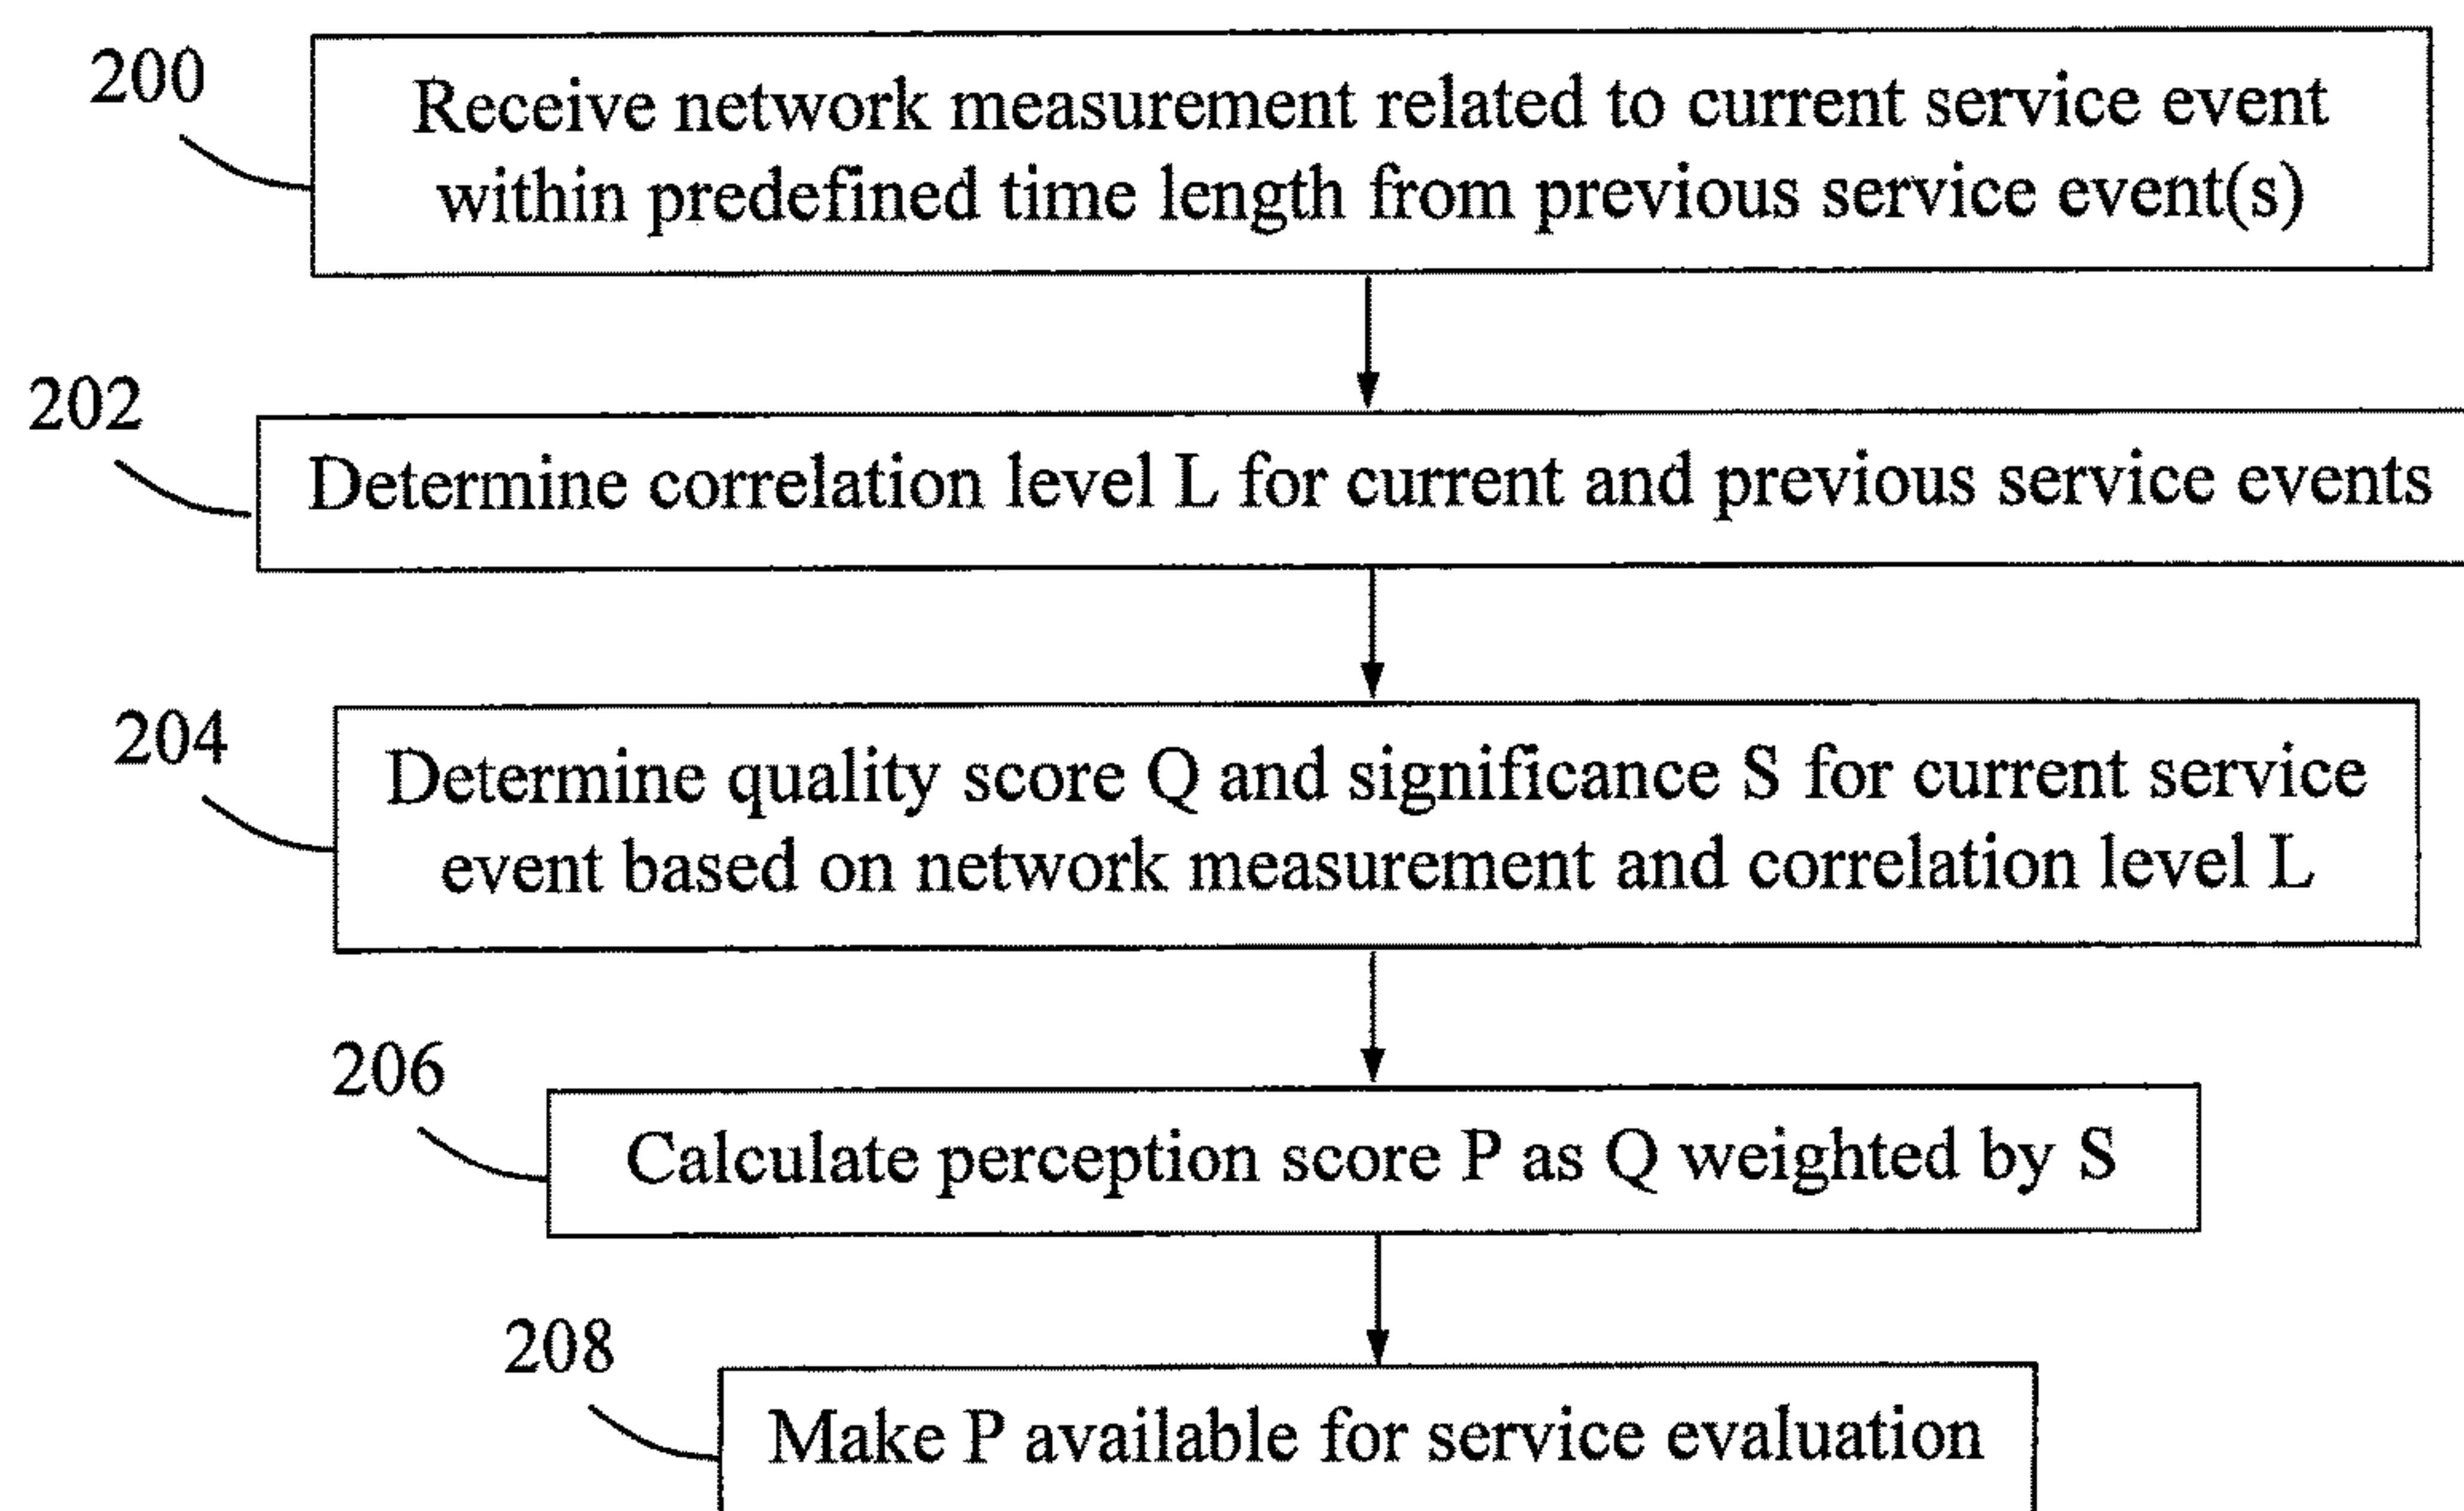 200
Receive network measurement related to current service event
within predefined time length from previous service event(s)
202
Determine correlation level L for current and previous service events
204
Determine quality score Q and significance S for current service
event based on network measurement and correlation level L
206
Calculate perception score P as Q weighted by S
208
Make P available for service evaluation